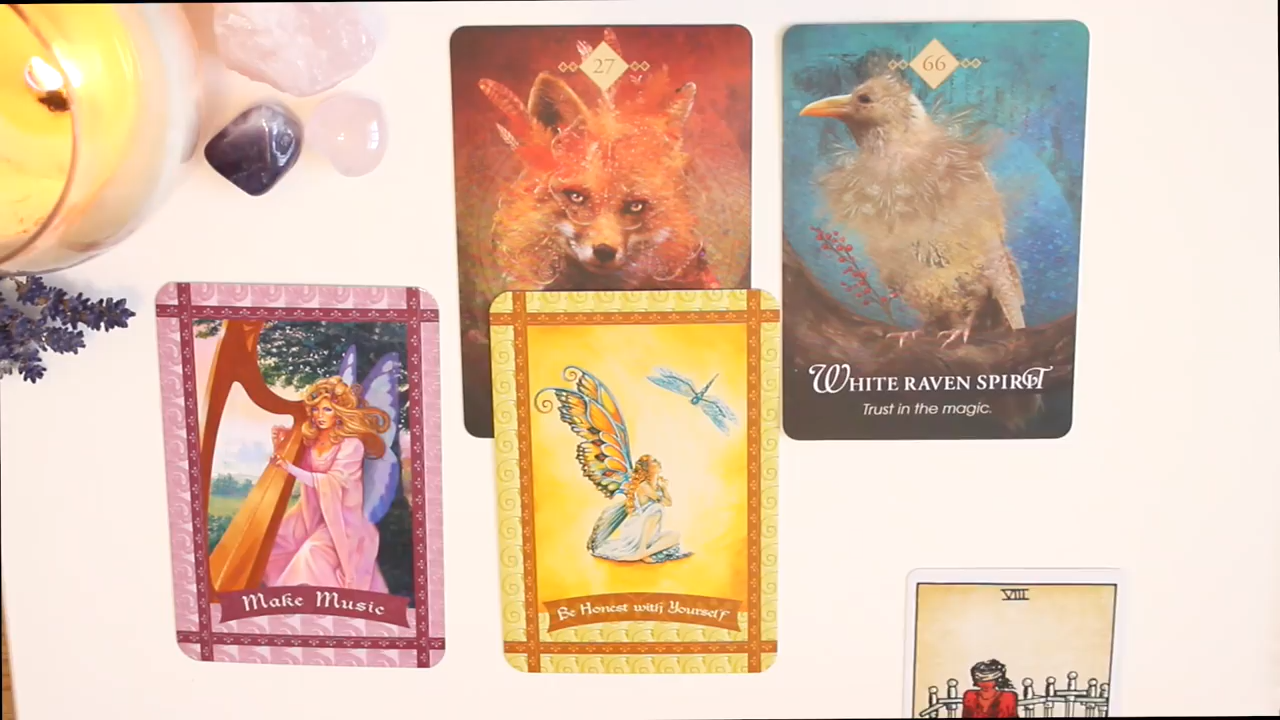 27
66
WHITE RAVEN SPIRIT
Trust in the magic.
Make Music
Be Honest with Yourself
VIII